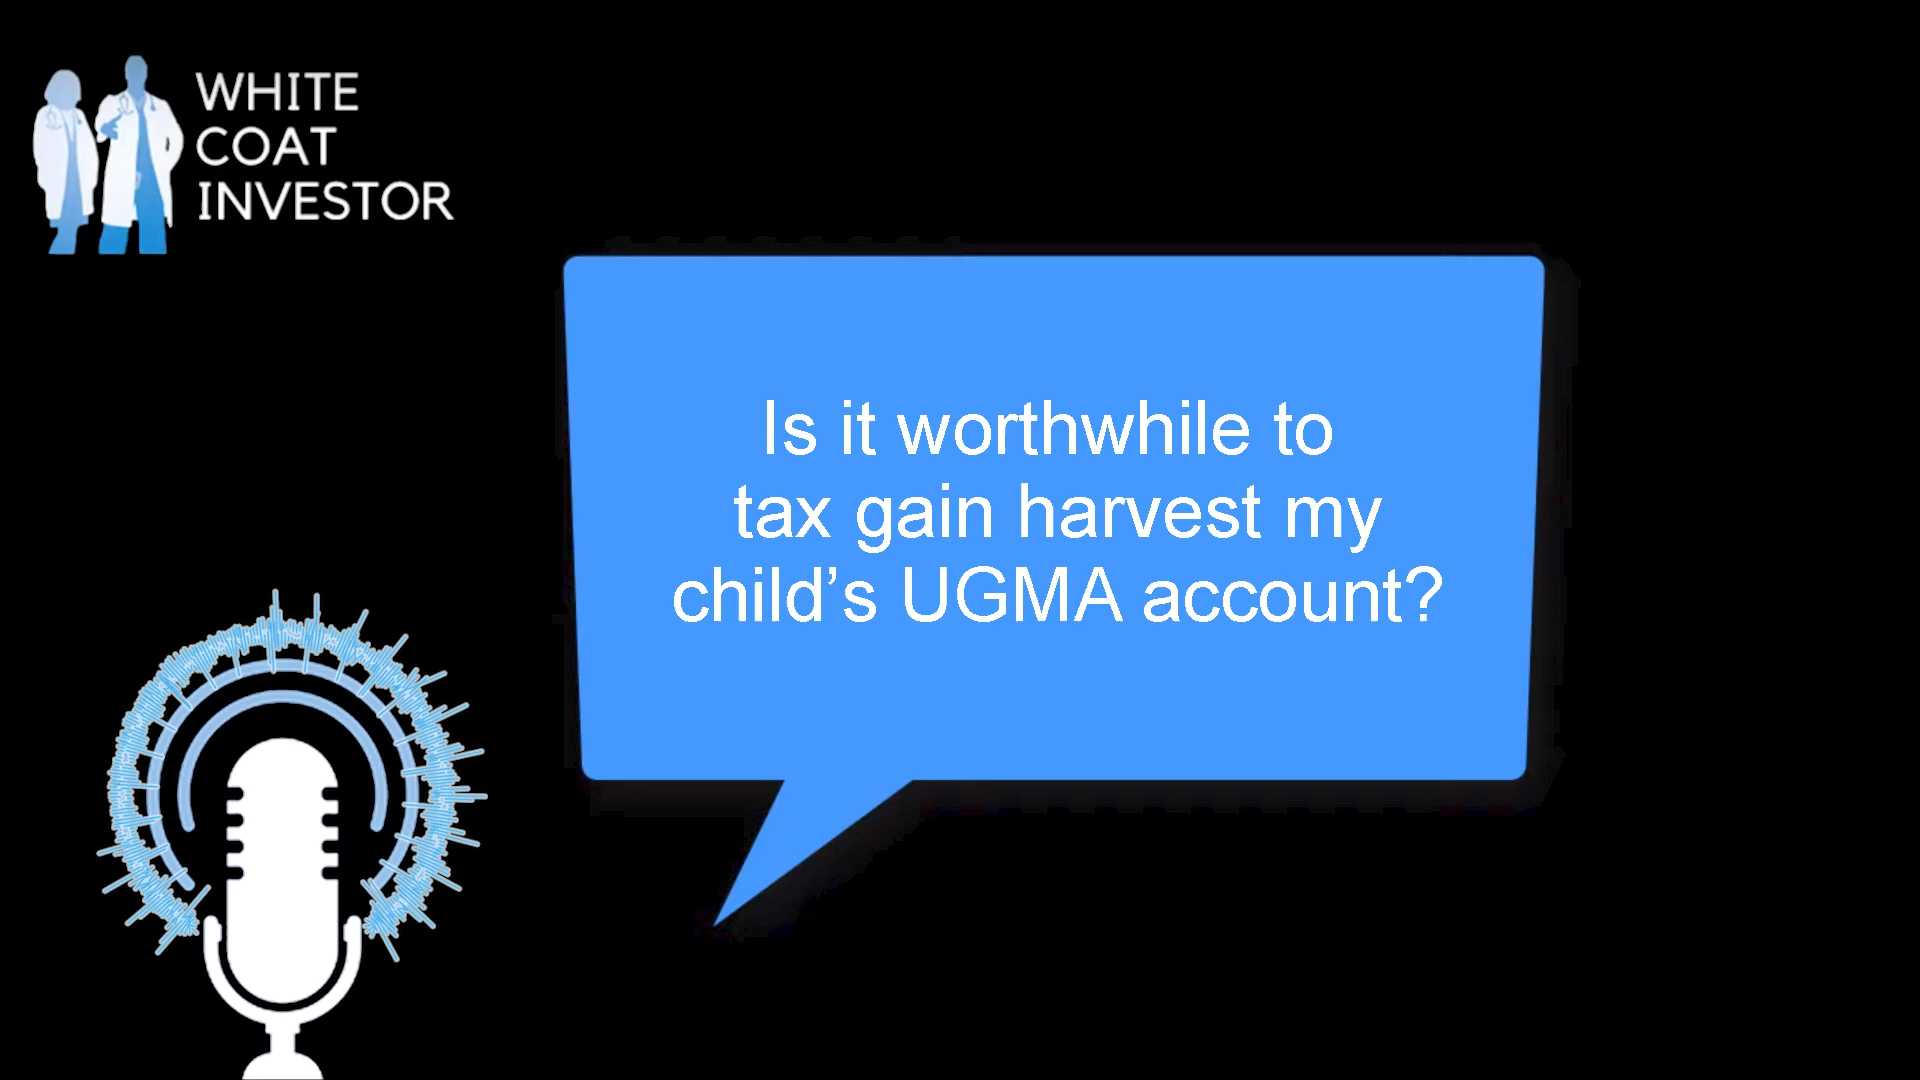 WHITE
COAT
INVESTOR
Is it worthwhile to
tax gain harvest my
child’s UGMA account?